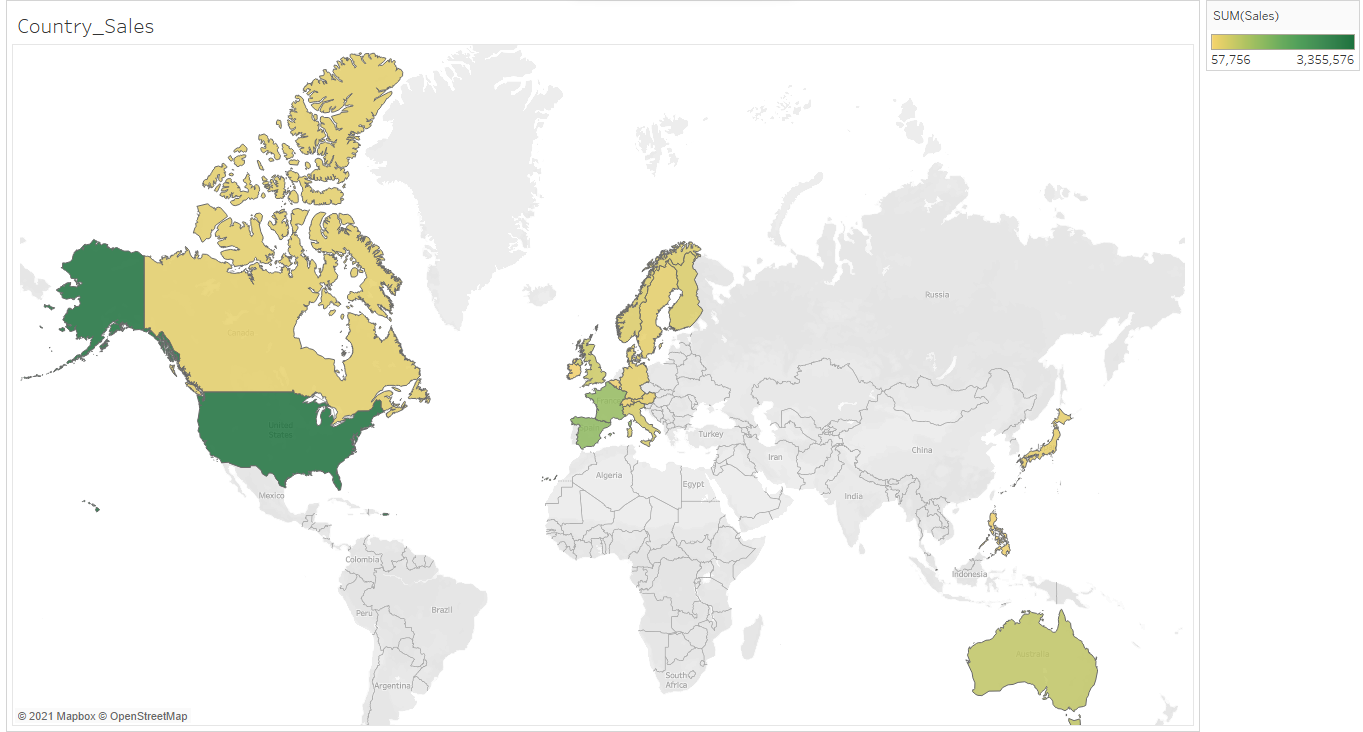 Country_Sales
SUM(Sales)
57,756
3,355,576
Russia
Canada
United
States
Mexico
Turkey
China
Iran
Algeria
Egypt
India
Colombia
Indonesia
Peru
Brazil
Australia
South
Africa
Argentina
© 2021 Mapbox © OpenStreetMap